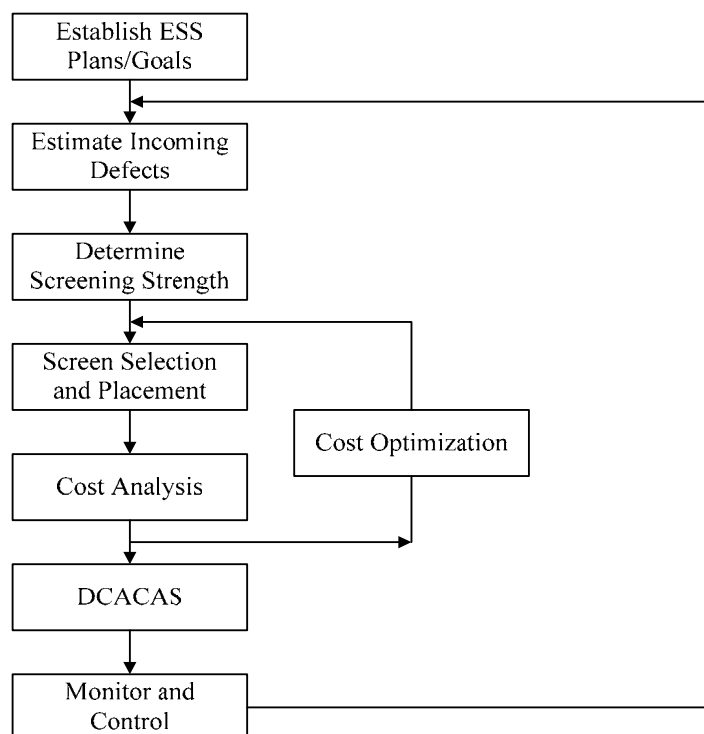 Establish ESS
Plans/Goals
Estimate Incoming
Defects
Determine
Screening Strength
Screen Selection
and Placement
Cost Optimization
Cost Analysis
DCACAS
Monitor and
Control